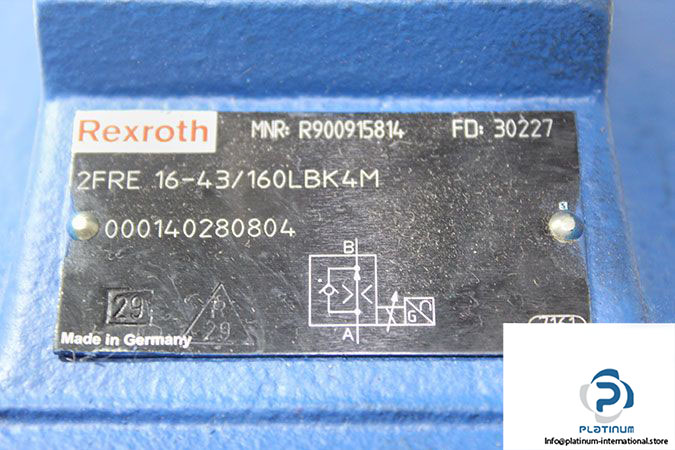 Rexroth MNR: R900915814 FD: 30227
2FRE 16-43/160LBK4M
000140280804
B
G
A
29
R
29
7161
Made in Germany
P
PLATINUM
Info@platinum-international.store